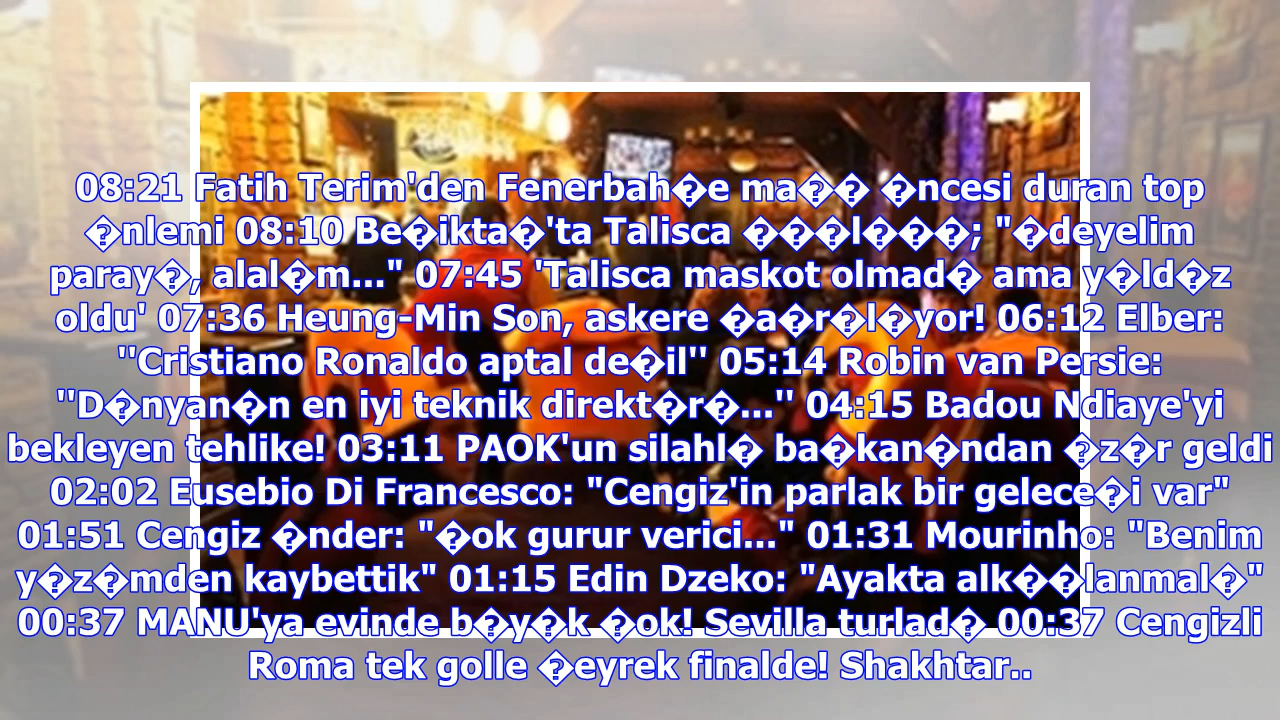 08:21 Fatih Terim'den Fenerbah�e ma�� �ncesi duran top
�nlemi 08:10 Be�ikta�'ta Talisca ���l���; "�deyelim
paray�, alal�m..." 07:45 'Talisca maskot olmad� ama y�ld�z
oldu' 07:36 Heung-Min Son, askere �a�r�l�yor! 06:12 Elber:
''Cristiano Ronaldo aptal de�il'' 05:14 Robin van Persie:
''D�nyan�n en iyi teknik direkt�r�...'' 04:15 Badou Ndiaye'yi
bekleyen tehlike! 03:11 PAOK'un silahl� ba�kan�ndan �z�r geldi
02:02 Eusebio Di Francesco: "Cengiz'in parlak bir gelece�i var"
01:51 Cengiz �nder: "�ok gurur verici..." 01:31 Mourinho: "Benim
y�z�mden kaybettik" 01:15 Edin Dzeko: "Ayakta alk��lanmal�"
00:37 MANU'ya evinde b�y�k �ok! Sevilla turlad� 00:37 Cengizli
Roma tek golle �eyrek finalde! Shakhtar..